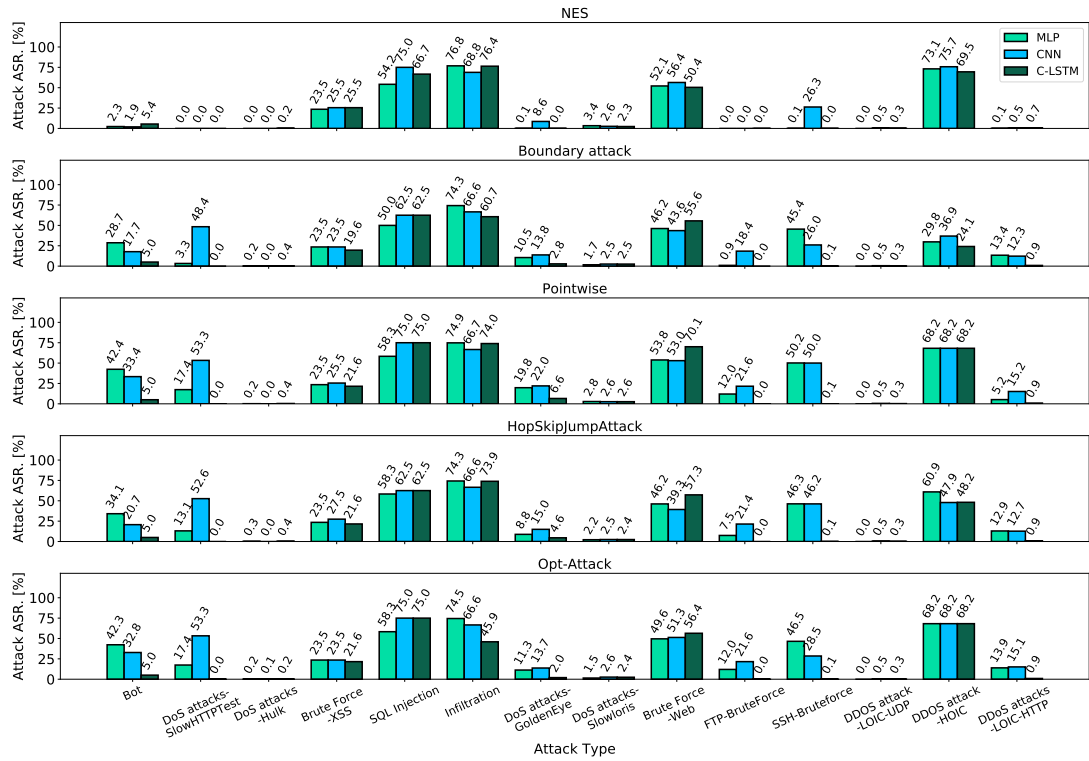 NES
Attack ASR. [%]
100
75
50
25
0
2.3 1.9 5.4 0.0 0.0 0.0 0.0 0.0 0.2 23.5 25.5 25.5 54.2 75.0 66.7 76.8 68.8 76.4 0.1 8.6 0.0 3.4 2.6 2.3 52.1 56.4 50.4 0.0 0.0 0.0 0.1 26.3 0.0 0.0 0.5 0.3 73.1 75.7 69.5 0.1 0.5 0.7
MLP
CNN
C-LSTM
Boundary attack
Attack ASR. [%]
100
75
50
25
0
28.7 17.7 5.0 3.3 48.4 0.0 0.2 0.0 0.4 23.5 23.5 19.6 50.0 62.5 62.5 74.3 66.6 60.7 10.5 13.8 2.8 1.7 2.5 2.5 46.2 43.6 55.6 0.9 18.4 0.0 45.4 26.0 0.1 0.0 0.5 0.3 29.8 36.9 24.1 13.4 12.3 0.9
Pointwise
Attack ASR. [%]
100
75
50
25
0
42.4 33.4 5.0 17.4 53.3 0.0 0.2 0.0 0.4 23.5 25.5 21.6 58.3 75.0 75.0 74.9 66.7 74.0 19.8 22.0 6.6 2.8 2.6 2.6 53.8 53.0 70.1 12.0 21.6 0.0 50.2 50.0 0.1 0.0 0.5 0.3 68.2 68.2 68.2 5.2 15.2 0.9
HopSkipJumpAttack
Attack ASR. [%]
100
75
50
25
0
34.1 20.7 5.0 13.1 52.6 0.0 0.3 0.0 0.4 23.5 27.5 21.6 58.3 62.5 62.5 74.3 66.6 73.9 8.8 15.0 4.6 2.2 2.5 2.4 46.2 39.3 57.3 7.5 21.4 0.0 46.3 46.2 0.1 0.0 0.5 0.3 60.9 47.9 48.2 12.9 12.7 0.9
Opt-Attack
Attack ASR. [%]
100
75
50
25
0
42.3 32.8 5.0 17.4 53.3 0.0 0.2 0.1 0.2 23.5 23.5 21.6 58.3 75.0 75.0 74.5 66.6 45.9 11.3 13.7 2.0 1.5 2.6 2.4 49.6 51.3 56.4 12.0 21.6 0.0 46.5 28.5 0.1 0.0 0.5 0.3 68.2 68.2 68.2 13.9 15.1 0.9
Bot
DoS attacks-
SlowHTTPTest
DoS attacks
-Hulk
Brute Force
-XSS
SQL Injection
Infiltration
DoS attacks-
GoldenEye
DoS attacks-
Slowloris
Brute Force
-Web
FTP-BruteForce
SSH-Bruteforce
DDOS attack
-LOIC-UDP
DDOS attack
-HOIC
DDoS attacks
-LOIC-HTTP
Attack Type